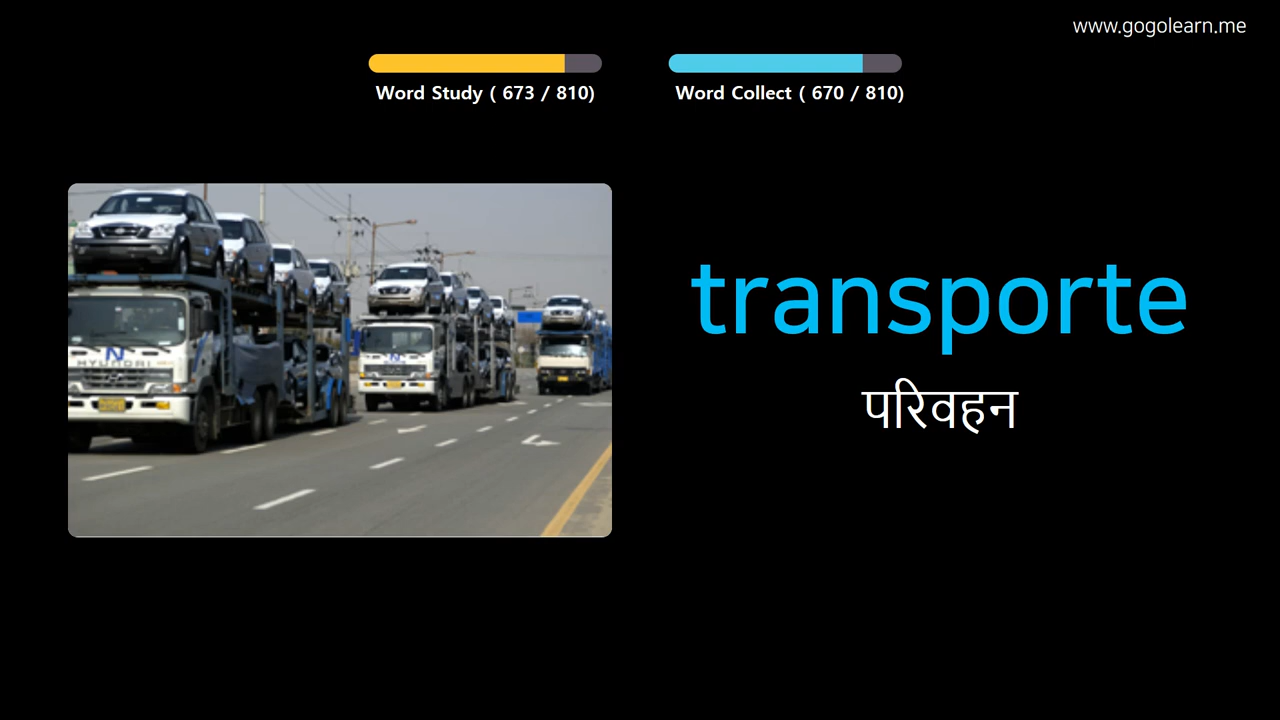 www.gogolearn.me
Word Study ( 673 / 810)
Word Collect ( 670 / 810)
transporte
परिवहन
N
HYUNDAI